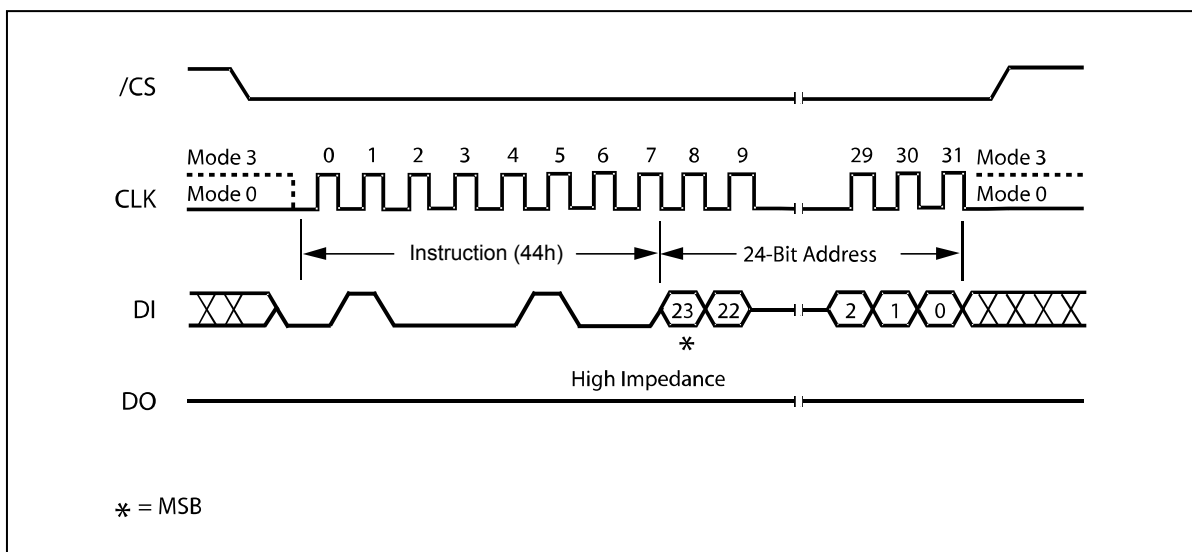 /CS
Mode 3 0 1 2 3 4 5 6 7 8 9 29 30 31 Mode 3
CLK Mode 0 Mode 0
Instruction (44h) 24-Bit Address
DI 23 22 2 1 0
*
High Impedance
DO
* = MSB